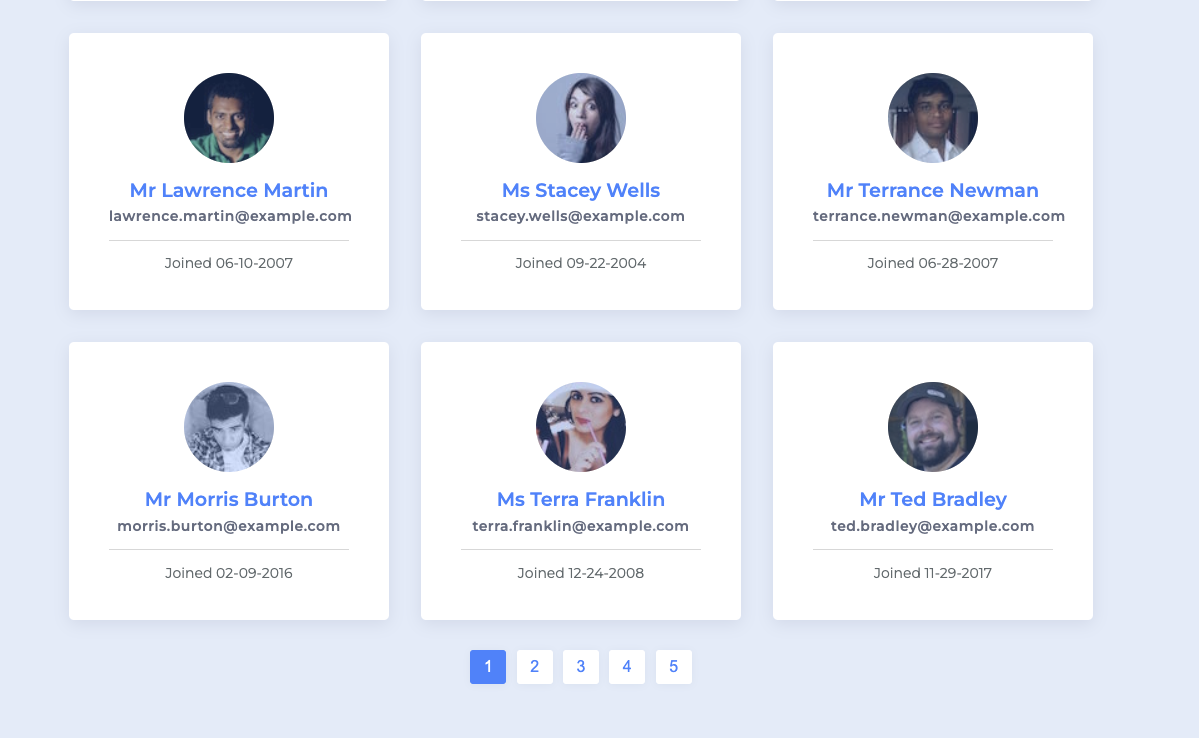 Mr Lawrence Martin
lawrence.martin@example.com
Joined 06-10-2007
Ms Stacey Wells
stacey.wells@example.com
Joined 09-22-2004
Mr Terrance Newman
terrance.newman@example.com
Joined 06-28-2007
Mr Morris Burton
morris.burton@example.com
Joined 02-09-2016
Ms Terra Franklin
terra.franklin@example.com
Joined 12-24-2008
Mr Ted Bradley
ted.bradley@example.com
Joined 11-29-2017
1 2 3 4 5